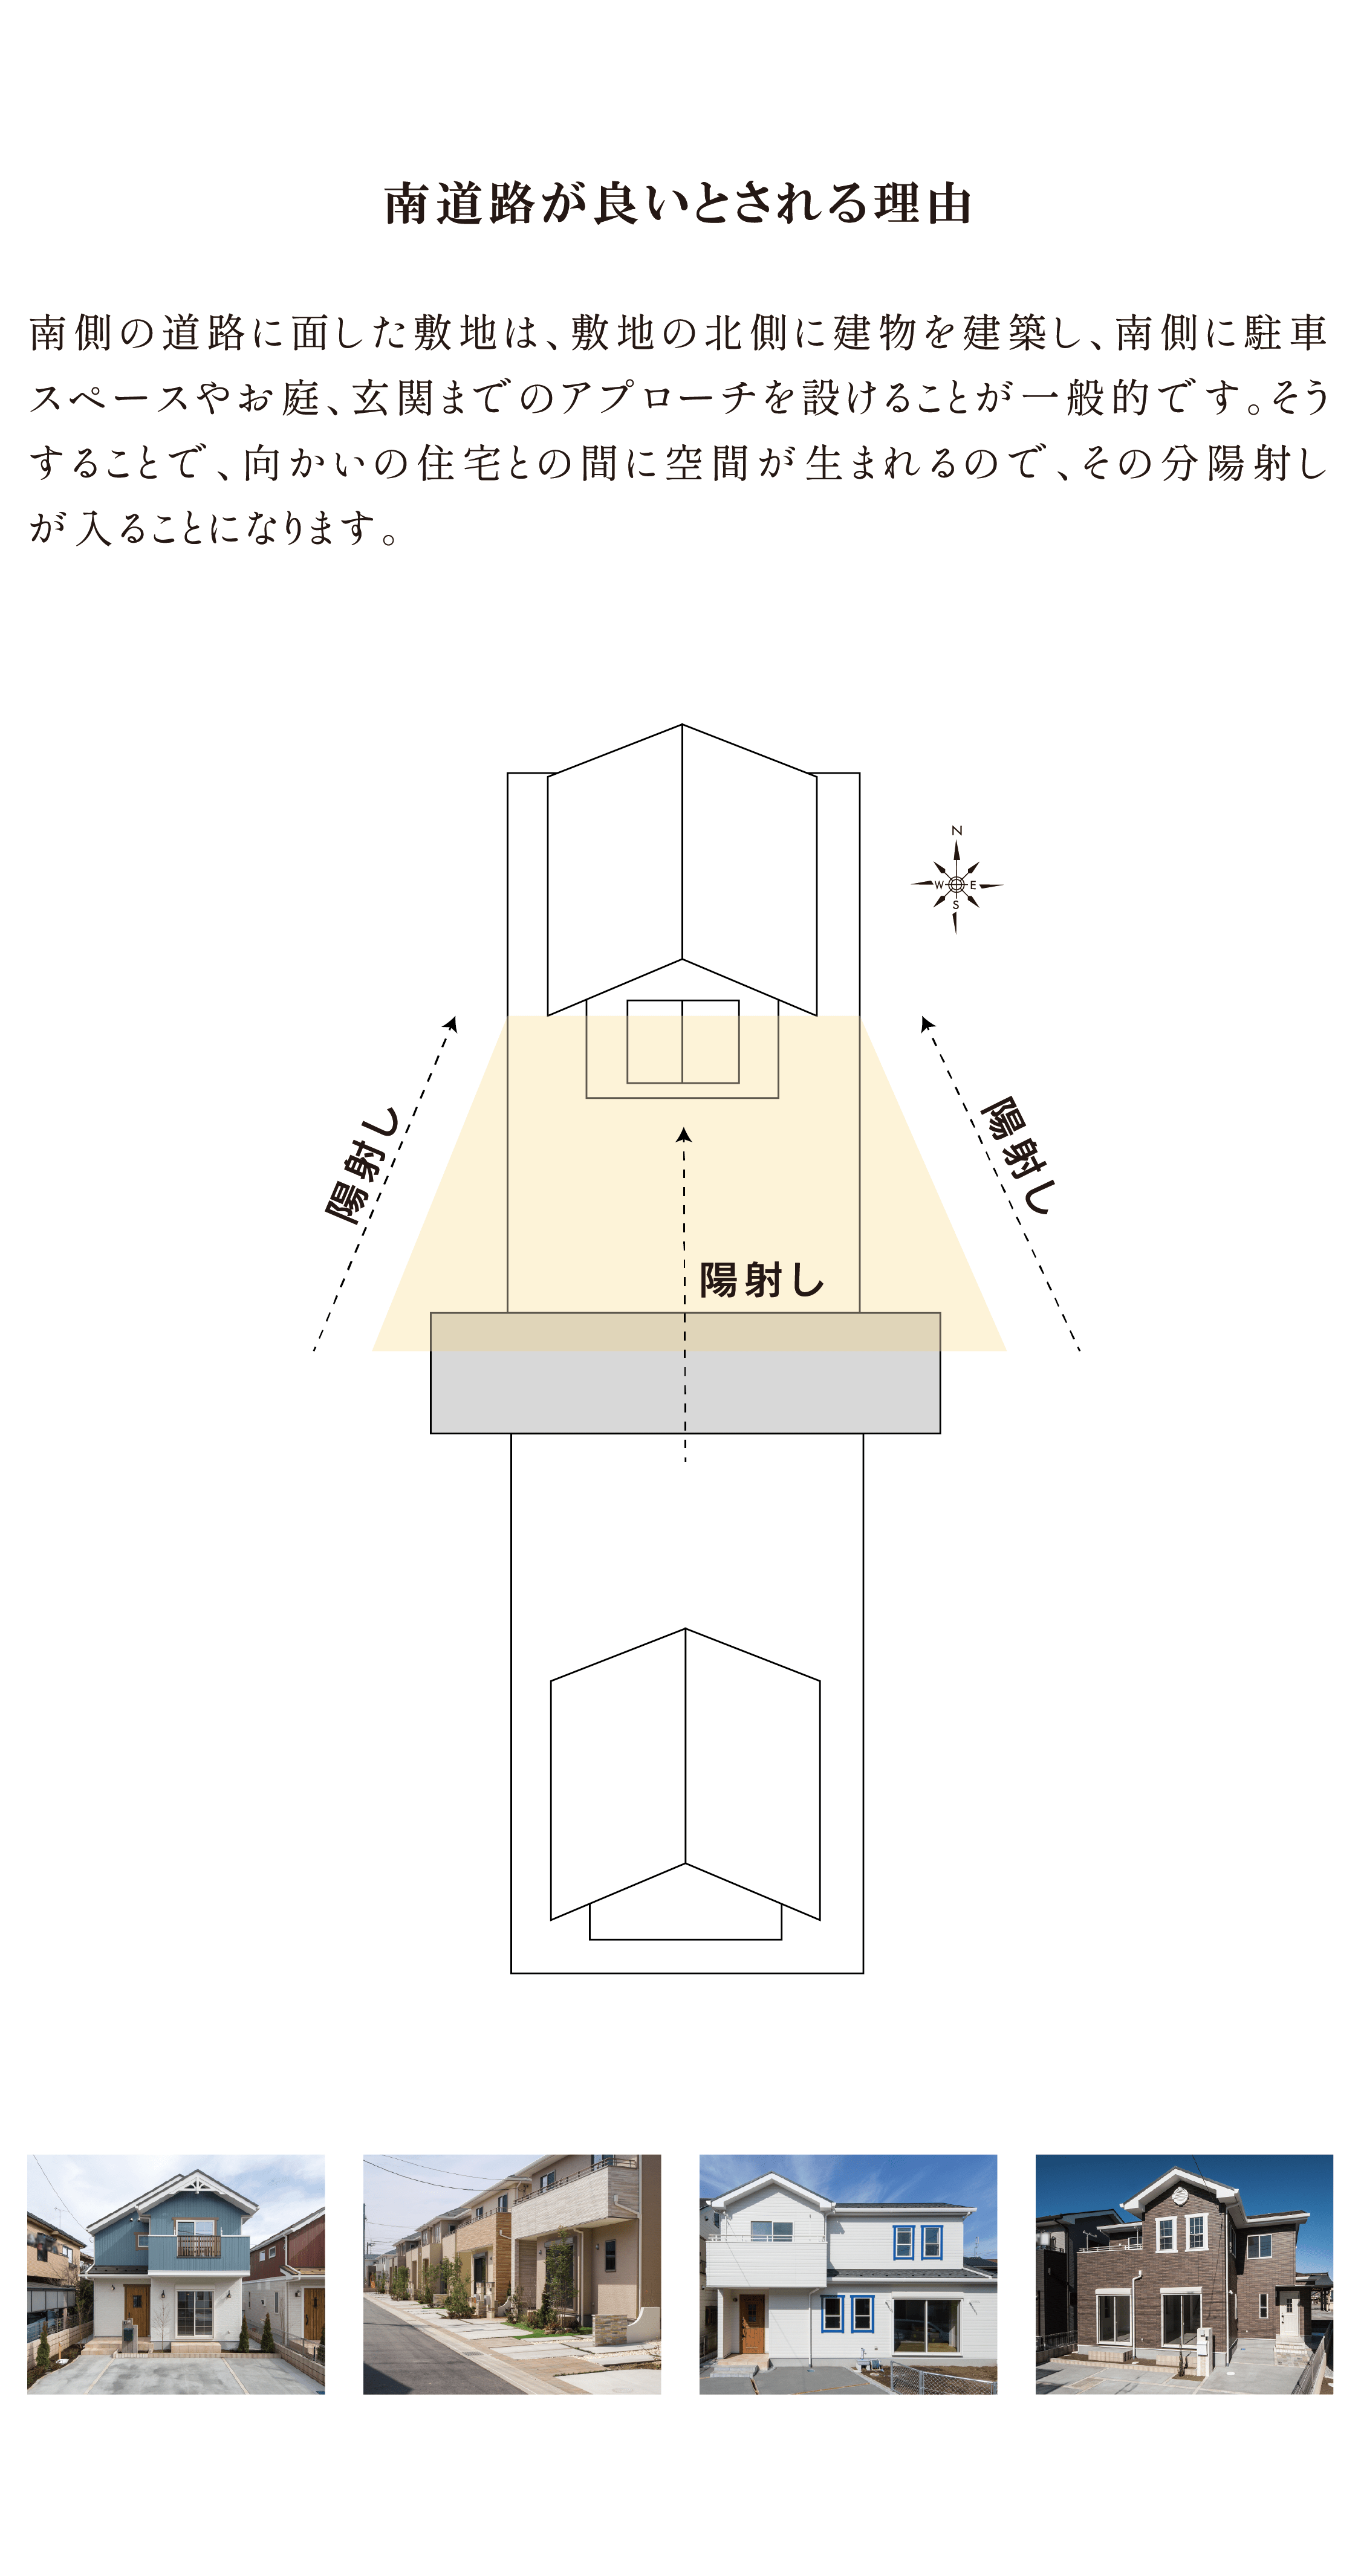 南道路が良いとされる理由
南側の道路に面した敷地は、敷地の北側に建物を建築し、南側に駐車
スペースやお庭、玄関までのアプローチを設けることが一般的です。そう
することで、向かいの住宅との間に空間が生まれるので、その分陽射し
が入ることになります。
N
W E
S
陽射し
陽射し
陽射し